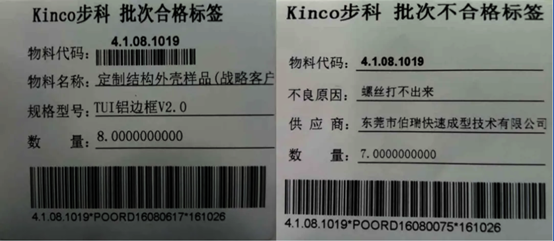 Kinco步科 批次合格标签
物料代码: 4.1.08.1019
物料名称: 定制结构外壳样品(战略客户
规格型号: TUI铝边框V2.0
数 量: 8.0000000000
4.1.08.1019*POORD16080617*161026
Kinco步科 批次不合格标签
物料代码: 4.1.08.1019
不良原因: 螺丝打不出来
供 应 商: 东莞市伯瑞快速成型技术有限公司
数 量: 7.0000000000
4.1.08.1019*POORD16080075*161026